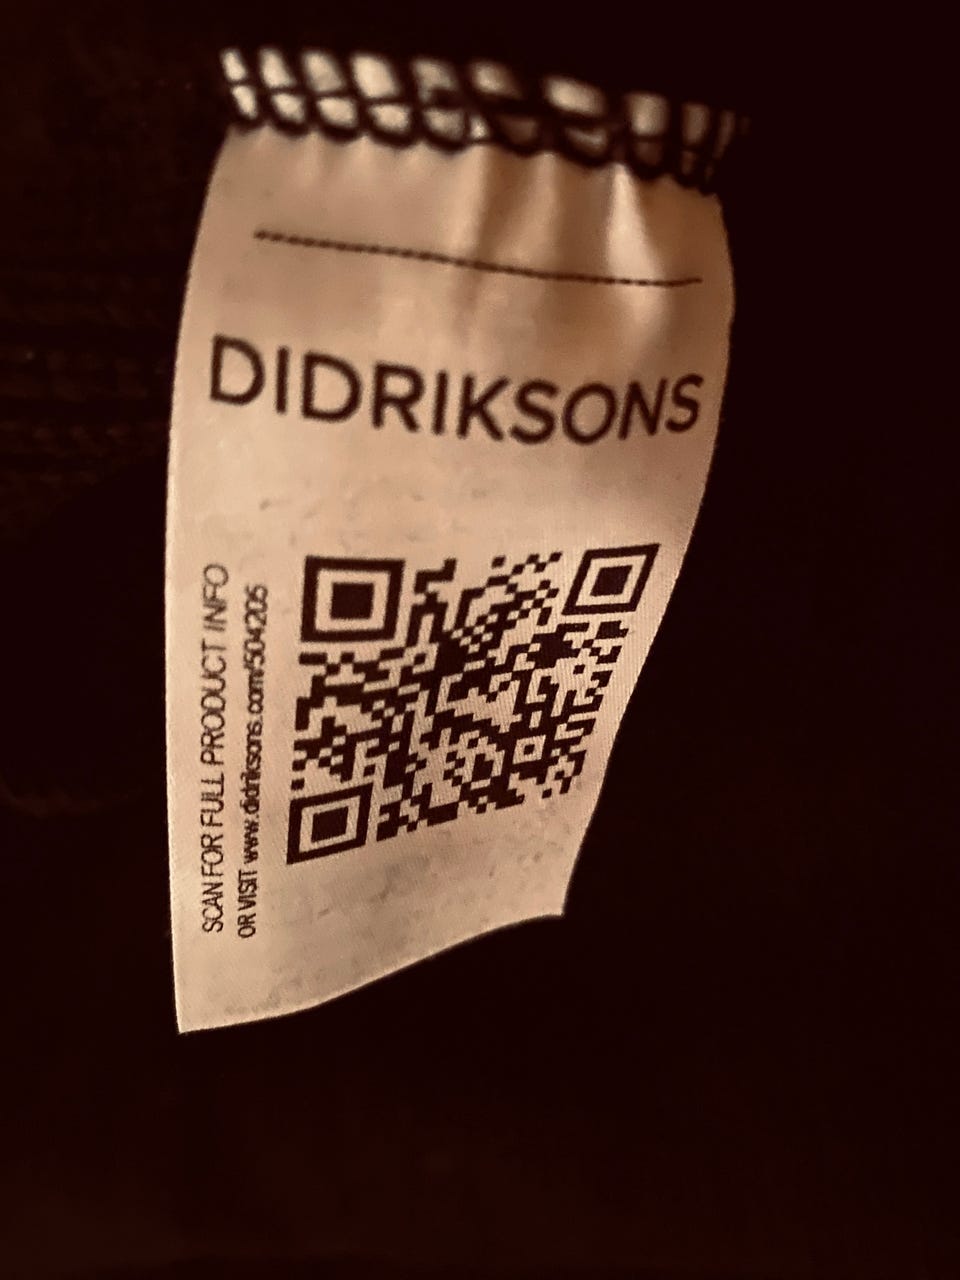 DIDRIKSONS
SCAN FOR FULL PRODUCT INFO
OR VISIT www.didriksons.com/504205